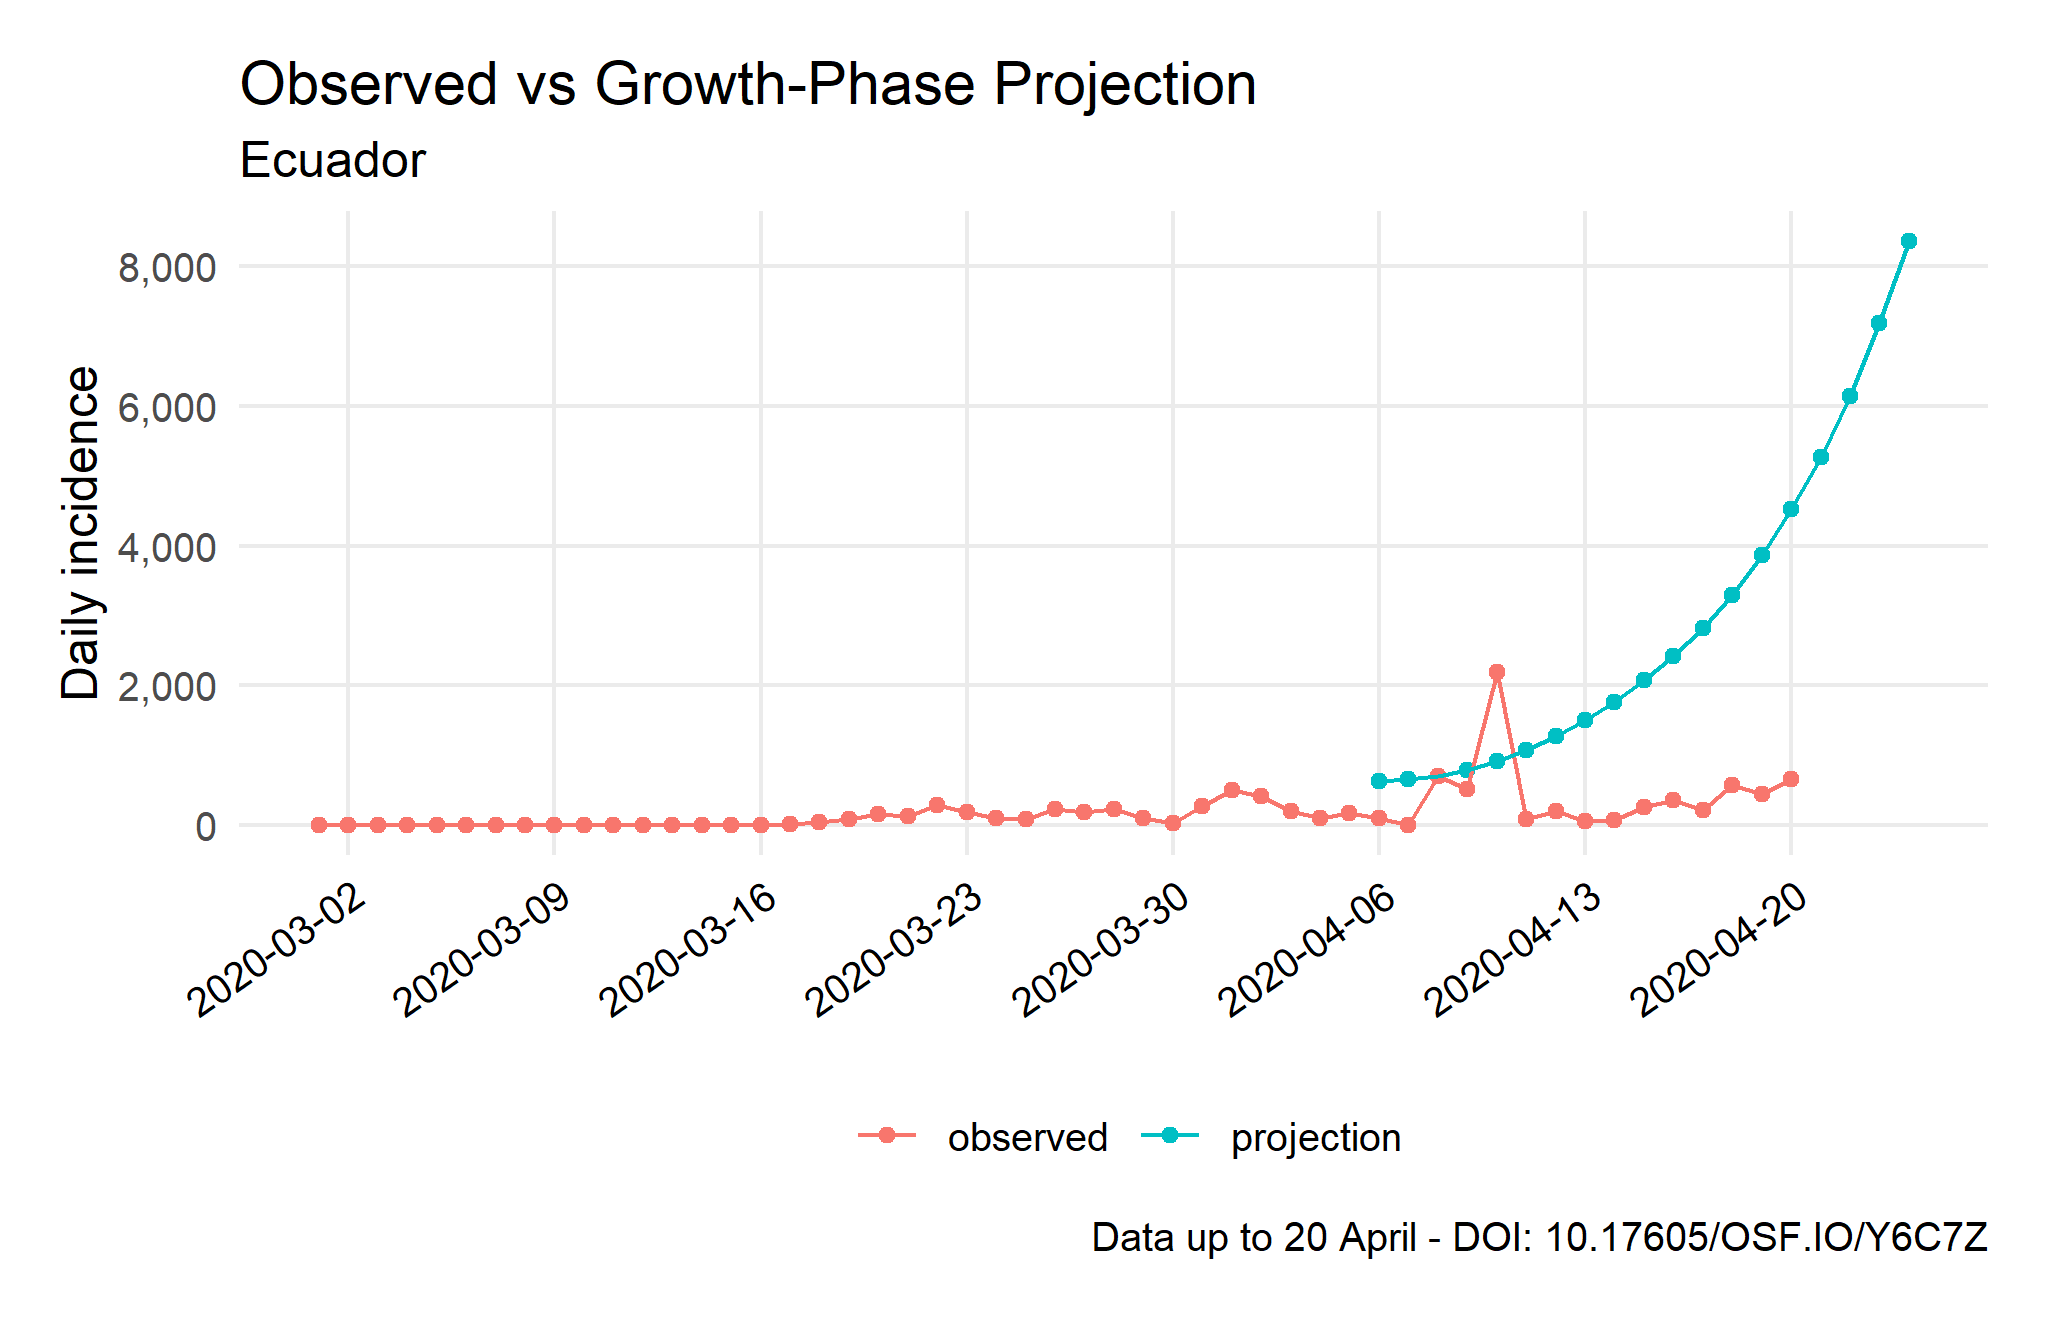 Observed vs Growth-Phase Projection
Ecuador
Daily incidence
8,000
6,000
4,000
2,000
0
2020-03-02
2020-03-09
2020-03-16
2020-03-23
2020-03-30
2020-04-06
2020-04-13
2020-04-20
observed
projection
Data up to 20 April - DOI: 10.17605/OSF.IO/Y6C7Z